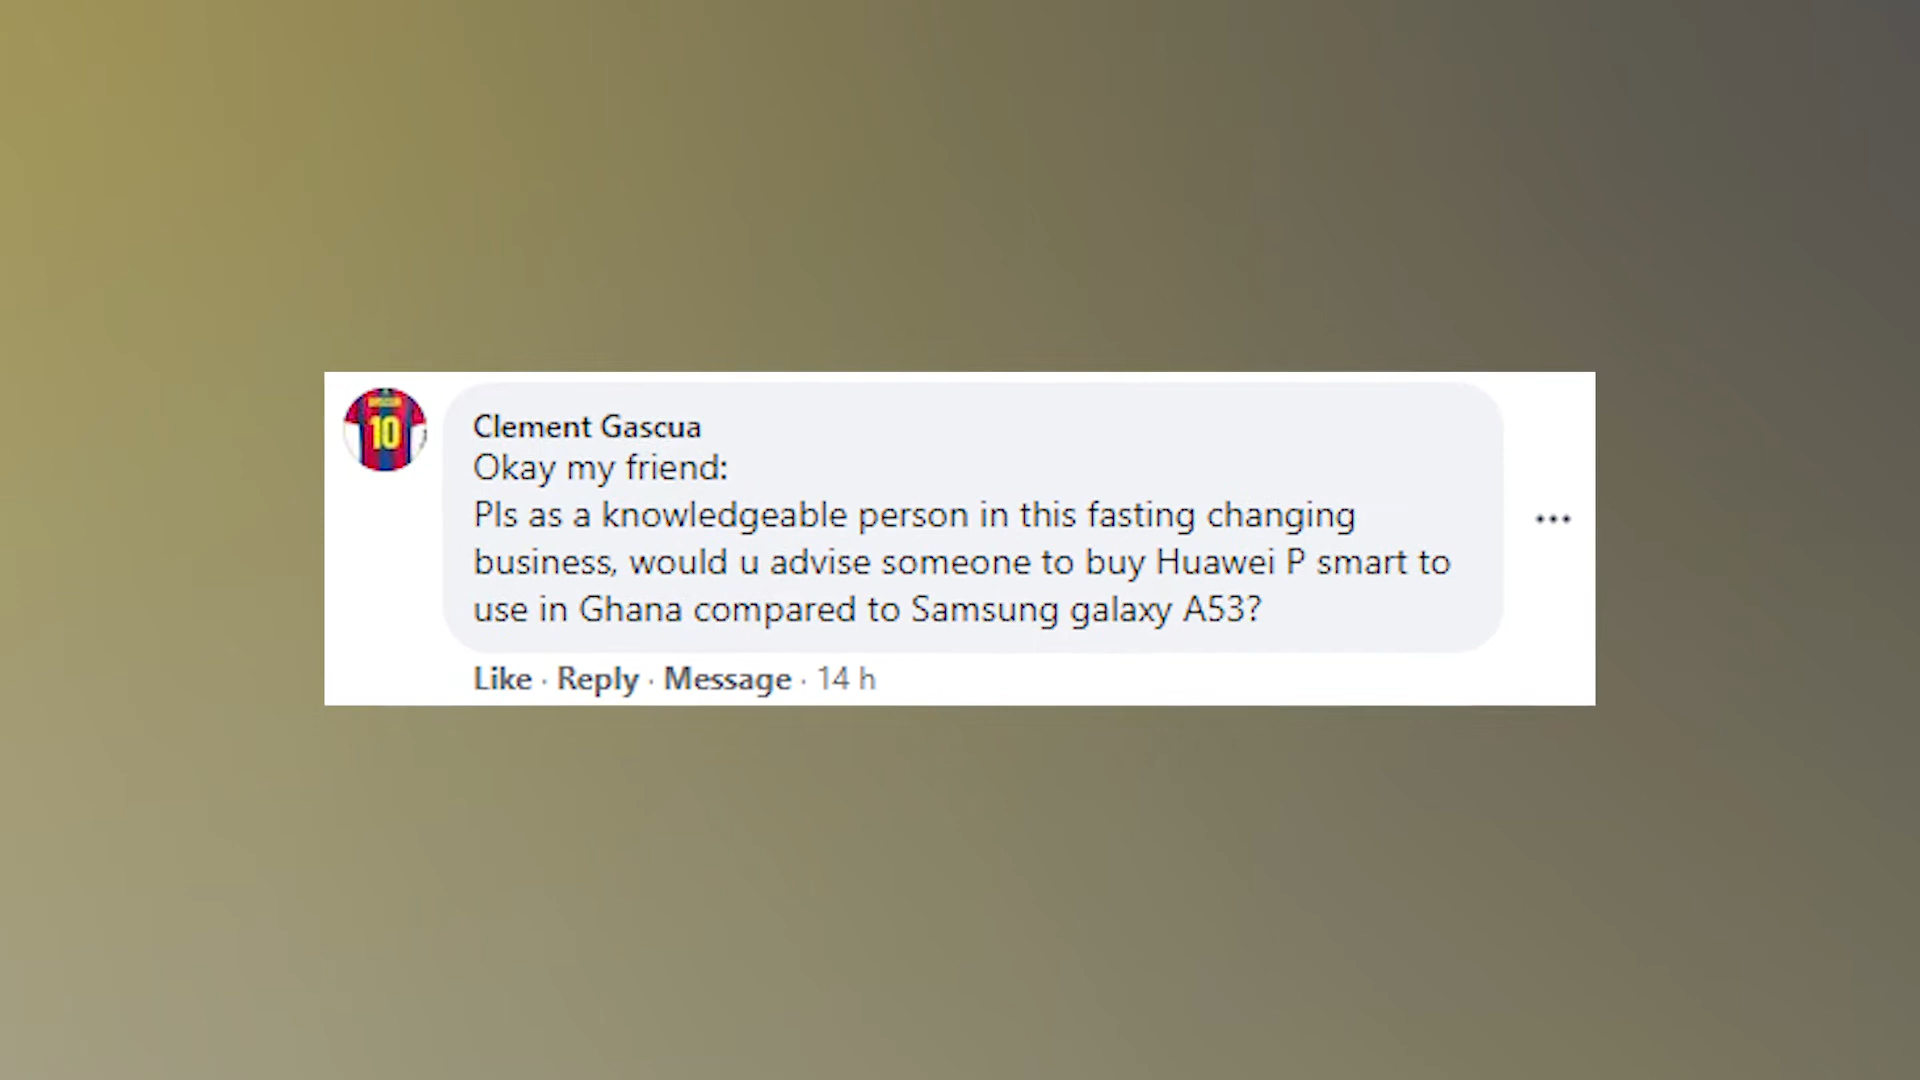 Clement Gascua
Okay my friend:
Pls as a knowledgeable person in this fasting changing
business, would u advise someone to buy Huawei P smart to
use in Ghana compared to Samsung galaxy A53?
Like · Reply · Message · 14 h
10